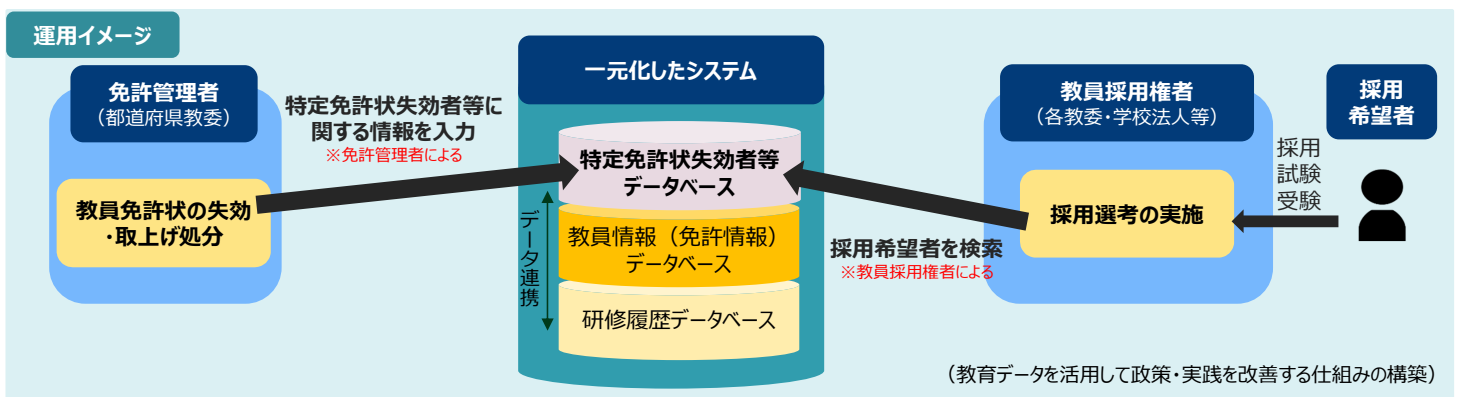 運用イメージ
免許管理者
（都道府県教委）
教員免許状の失効
・取上げ処分
特定免許状失効者等に
関する情報を入力
※免許管理者による
一元化したシステム
特定免許状失効者等
データベース
教員情報（免許情報）
データベース
研修履歴データベース
データ連携
採用希望者を検索
※教員採用権者による
教員採用権者
（各教委・学校法人等）
採用選考の実施
採用
試験
受験
採用
希望者
（教育データを活用して政策・実践を改善する仕組みの構築）